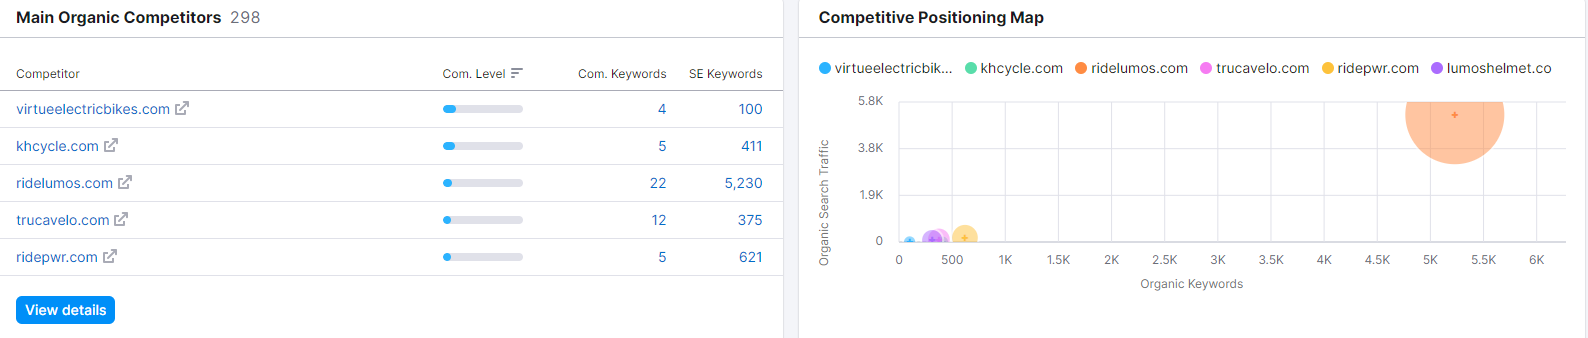 Main Organic Competitors 298
Competitor Com. Level Com. Keywords SE Keywords
virtueelectricbikes.com 4 100
khcycle.com 5 411
ridelumos.com 22 5,230
trucavelo.com 12 375
ridepwr.com 5 621
View details
Competitive Positioning Map
virtueelectricbik... khcycle.com ridelumos.com trucavelo.com ridepwr.com lumoshelmet.co
Organic Search Traffic
5.8K
3.8K
1.9K
0
0 500 1K 1.5K 2K 2.5K 3K 3.5K 4K 4.5K 5K 5.5K 6K
Organic Keywords